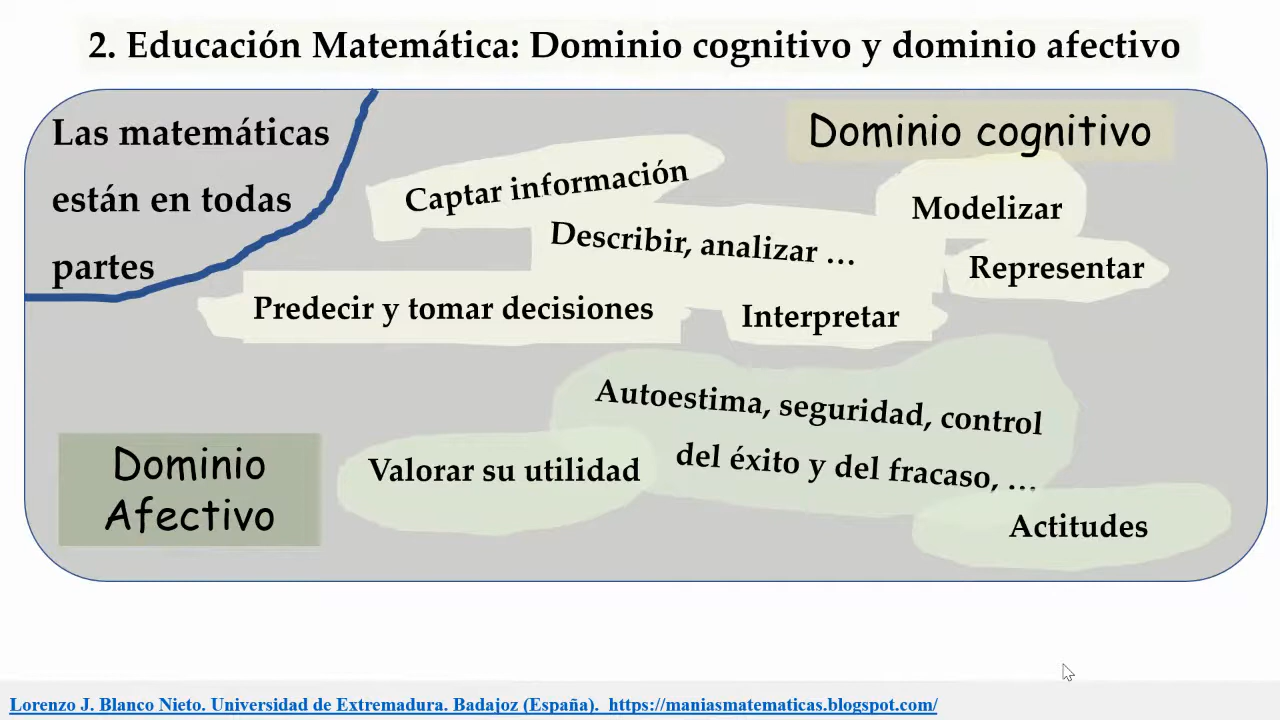 2. Educación Matemática: Dominio cognitivo y dominio afectivo
Las matemáticas
están en todas
partes
Dominio cognitivo
Captar información
Modelizar
Describir, analizar …
Representar
Predecir y tomar decisiones
Interpretar
Autoestima, seguridad, control
del éxito y del fracaso, …
Dominio
Afectivo
Valorar su utilidad
Actitudes
Lorenzo J. Blanco Nieto. Universidad de Extremadura. Badajoz (España). https://maniasmatematicas.blogspot.com/